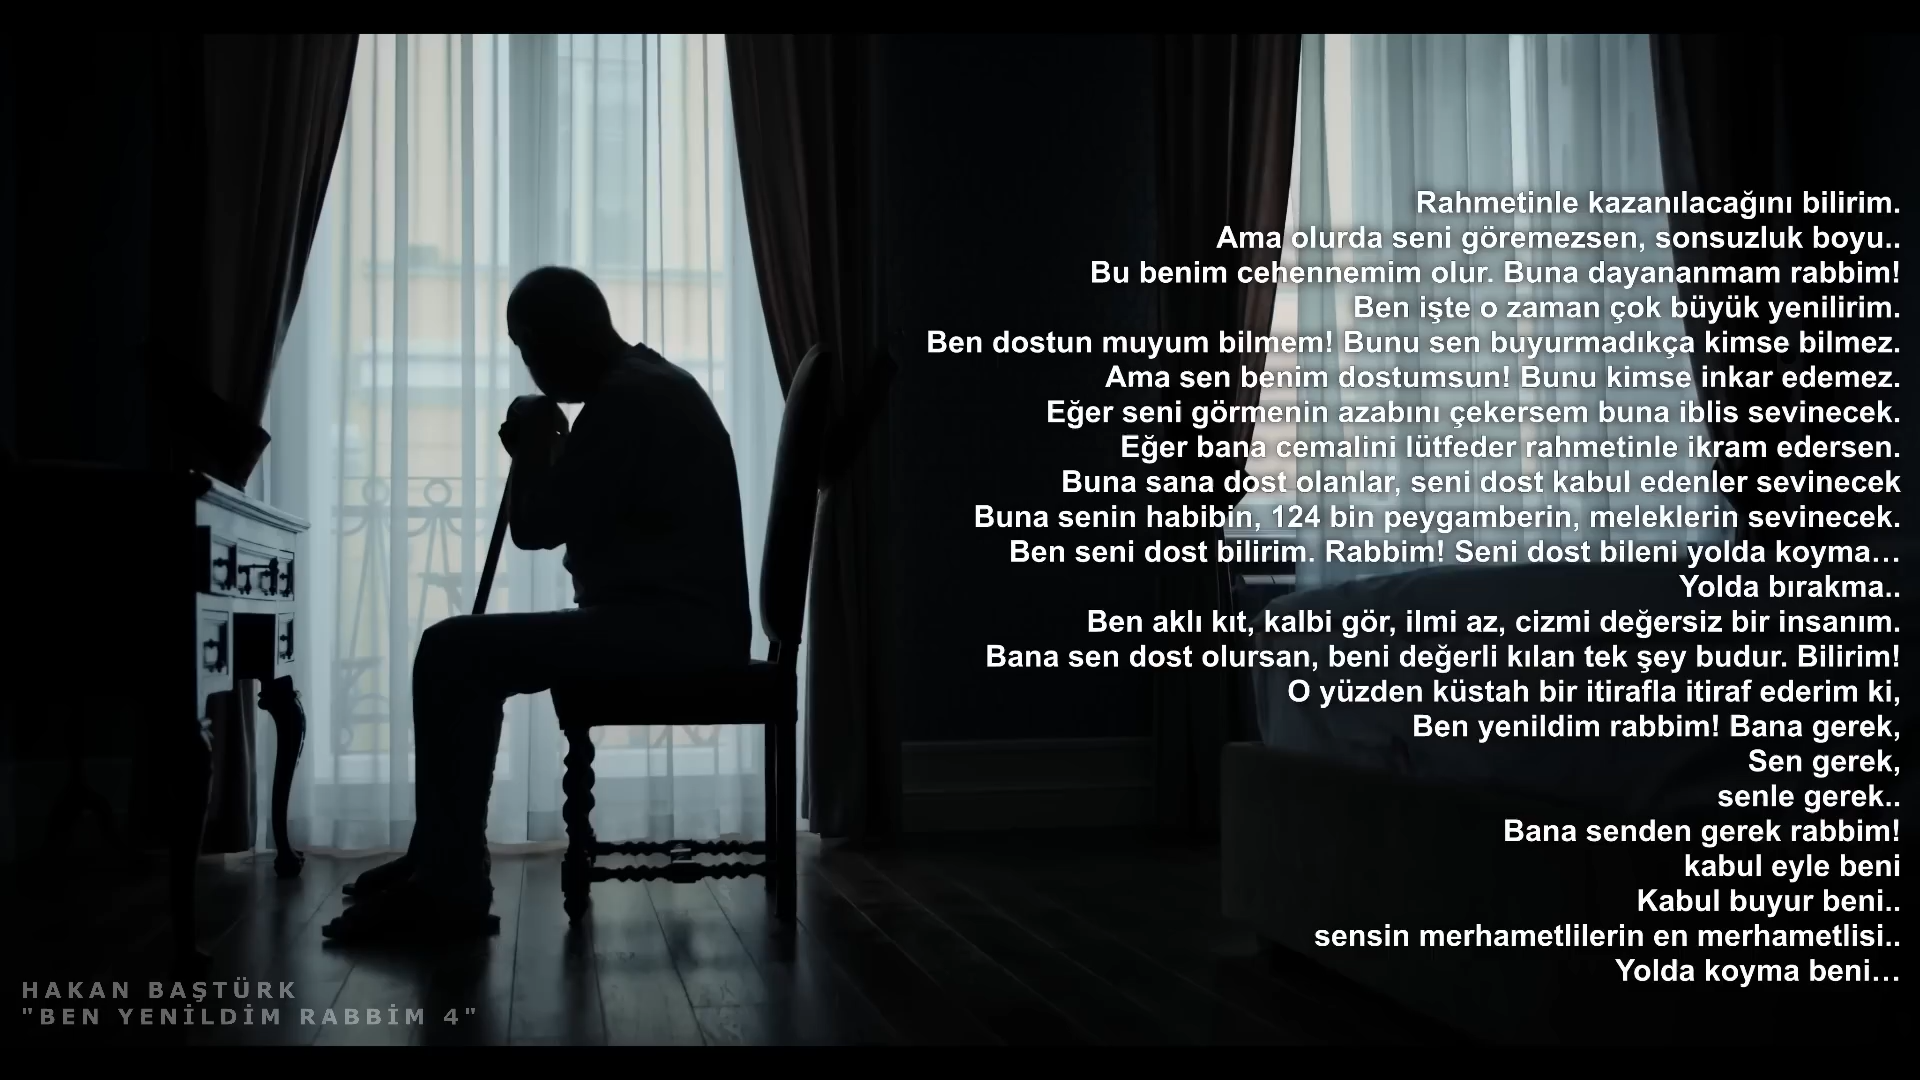 Rahmetinle kazanılacağını bilirim.
Ama olurda seni göremezsen, sonsuzluk boyu..
Bu benim cehennemim olur. Buna dayananmam rabbim!
Ben işte o zaman çok büyük yenilirim.
Ben dostun muyum bilmem! Bunu sen buyurmadıkça kimse bilmez.
Ama sen benim dostumsun! Bunu kimse inkar edemez.
Eğer seni görmenin azabını çekersem buna iblis sevinecek.
Eğer bana cemalini lütfeder rahmetinle ikram edersen.
Buna sana dost olanlar, seni dost kabul edenler sevinecek
Buna senin habibin, 124 bin peygamberin, meleklerin sevinecek.
Ben seni dost bilirim. Rabbim! Seni dost bileni yolda koyma…
Yolda bırakma..
Ben aklı kıt, kalbi gör, ilmi az, cizmi değersiz bir insanım.
Bana sen dost olursan, beni değerli kılan tek şey budur. Bilirim!
O yüzden küstah bir itirafla itiraf ederim ki,
Ben yenildim rabbim! Bana gerek,
Sen gerek,
senle gerek..
Bana senden gerek rabbim!
kabul eyle beni
Kabul buyur beni..
sensin merhametlilerin en merhametlisi..
Yolda koyma beni…
HAKAN BAŞTÜRK
"BEN YENİLDİM RABBİM 4"